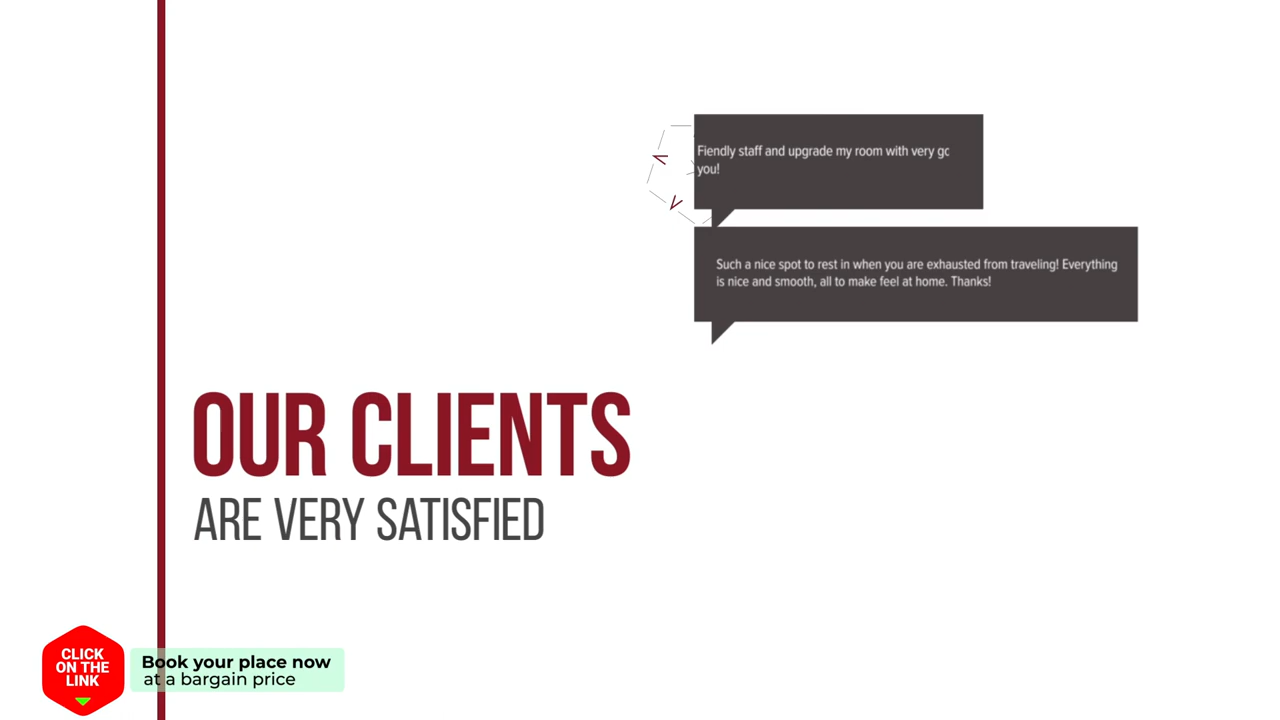 Fiendly staff and upgrade my room with very
you!
Such a nice spot to rest in when you are exhausted from traveling! Everything
is nice and smooth, all to make feel at home. Thanks!
OUR CLIENTS
ARE VERY SATISFIED
CLICK
ON THE
LINK
Book your place now
at a bargain price